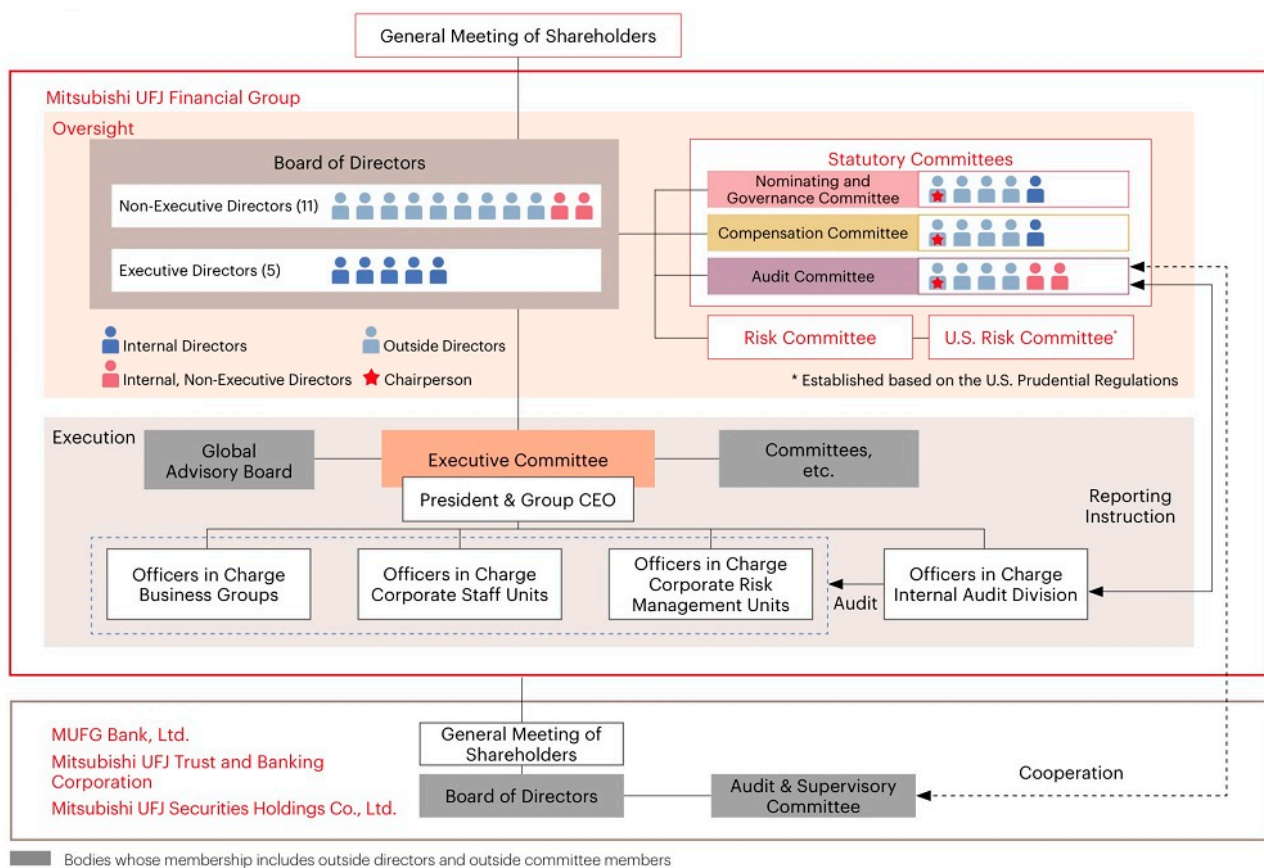 General Meeting of Shareholders
Mitsubishi UFJ Financial Group
Oversight
Board of Directors
Non-Executive Directors (11)
Executive Directors (5)
Internal Directors
Outside Directors
Internal, Non-Executive Directors
Chairperson
Statutory Committees
Nominating and
Governance Committee
Compensation Committee
Audit Committee
Risk Committee
U.S. Risk Committee*
* Established based on the U.S. Prudential Regulations
Execution
Global
Advisory Board
Executive Committee
Committees,
etc.
President & Group CEO
Reporting
Instruction
Officers in Charge
Business Groups
Officers in Charge
Corporate Staff Units
Officers in Charge
Corporate Risk
Management Units
Audit
Officers in Charge
Internal Audit Division
MUFG Bank, Ltd.
Mitsubishi UFJ Trust and Banking
Corporation
Mitsubishi UFJ Securities Holdings Co., Ltd.
General Meeting of
Shareholders
Board of Directors
Audit & Supervisory
Committee
Cooperation
Bodies whose membership includes outside directors and outside committee members